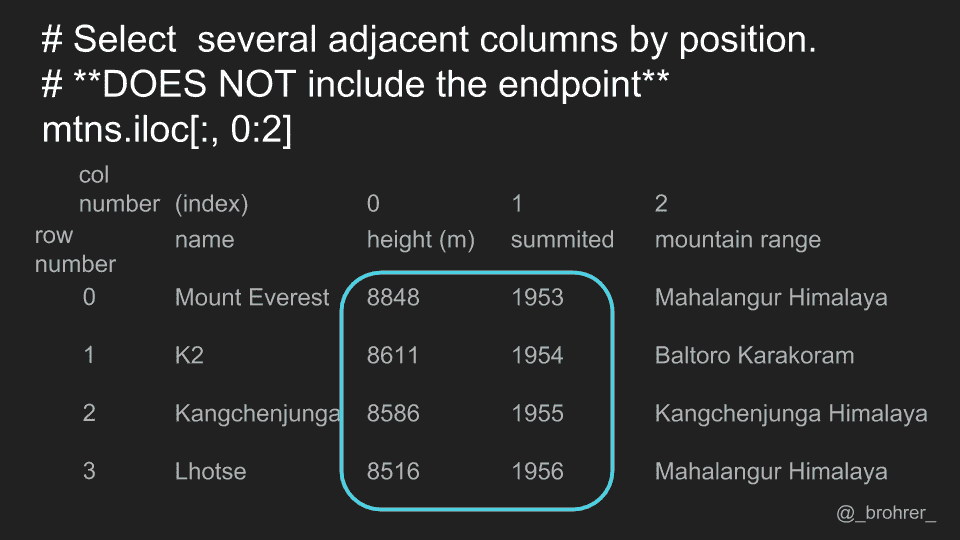 # Select  several adjacent columns by position.
# **DOES NOT include the endpoint**
mtns.iloc[:, 0:2]
col
number (index) 0 1 2
row
number name height (m) summited mountain range
0 Mount Everest 8848 1953 Mahalangur Himalaya
1 K2 8611 1954 Baltoro Karakoram
2 Kangchenjunga 8586 1955 Kangchenjunga Himalaya
3 Lhotse 8516 1956 Mahalangur Himalaya
@_brohrer_